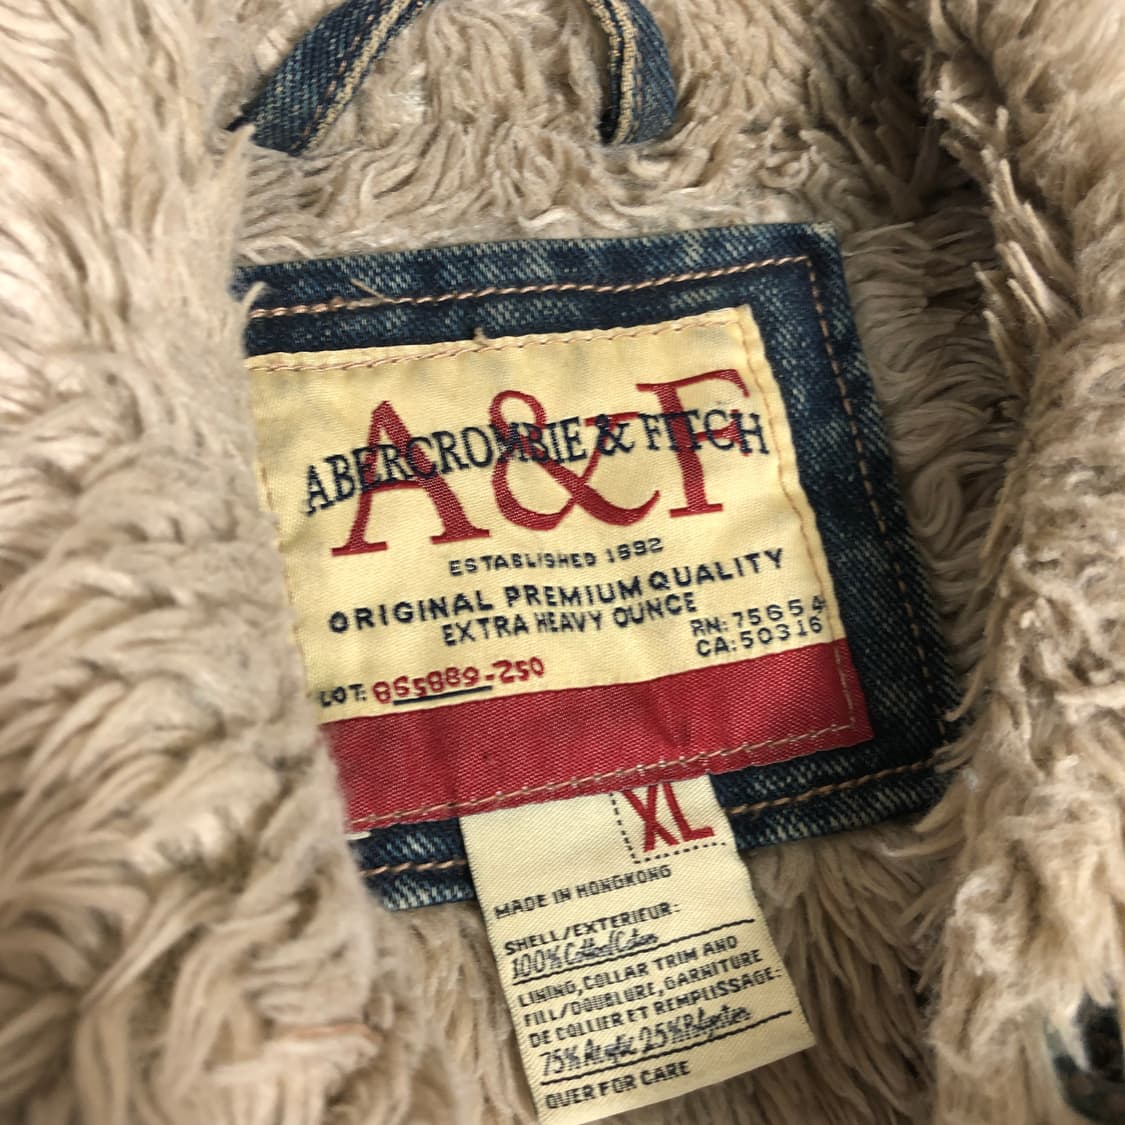 A&F
ABERCROMBIE & FITCH
ESTABLISHED 1892
ORIGINAL PREMIUM QUALITY
EXTRA HEAVY OUNCE
RN: 75654
CA: 50316
LOT: 865889-250
XL
MADE IN HONGKONG
SHELL/EXTERIEUR:
100% Cotton/Coton
LINING, COLLAR TRIM AND
FILL/DOUBLURE, GARNITURE
DE COLLIER ET REMPLISSAGE:
75% Acrylic 25% Polyester
OVER FOR CARE